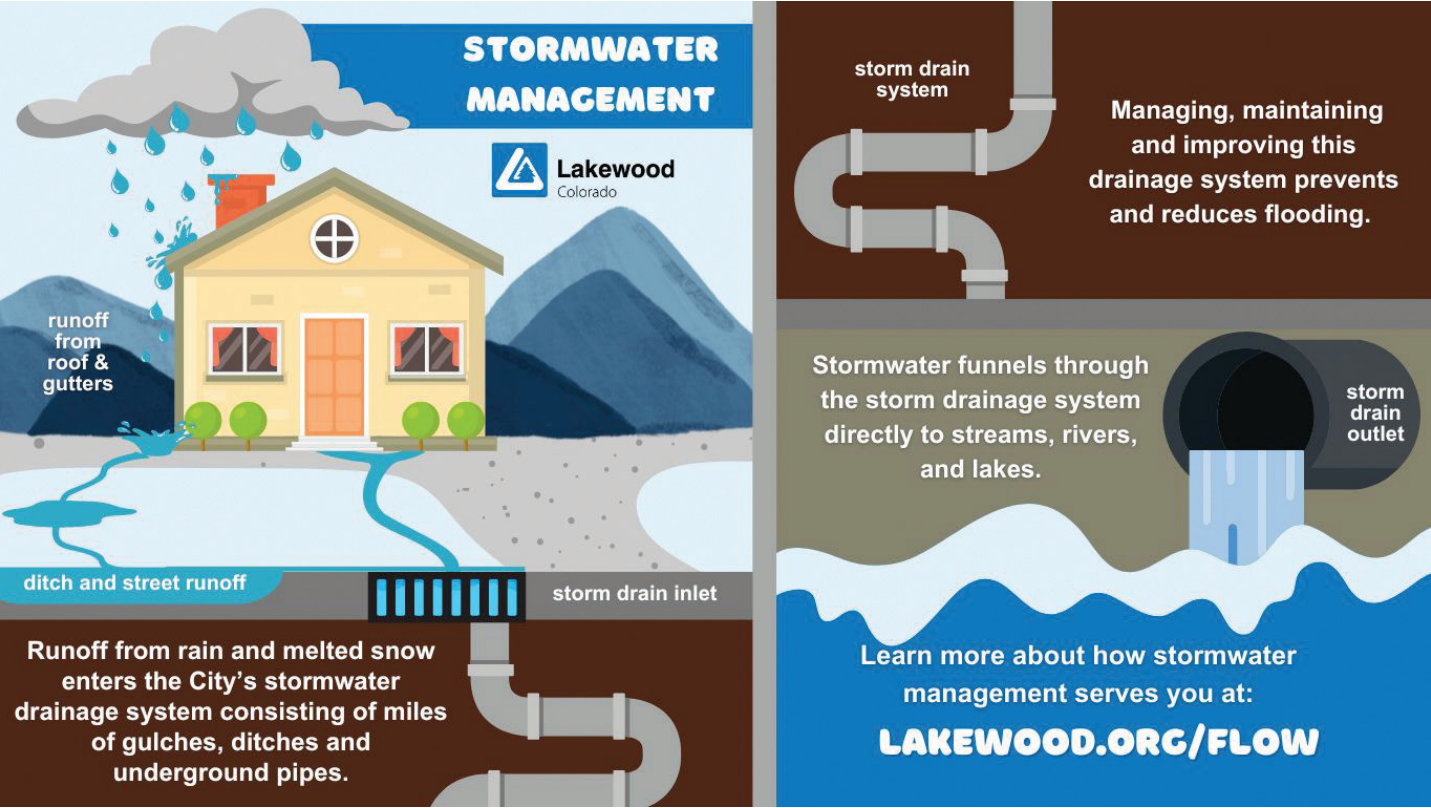 STORMWATER
MANAGEMENT
Lakewood
Colorado
runoff
from
roof &
gutters
ditch and street runoff
storm drain inlet
Runoff from rain and melted snow
enters the City’s stormwater
drainage system consisting of miles
of gulches, ditches and
underground pipes.
storm drain
system
Managing, maintaining
and improving this
drainage system prevents
and reduces flooding.
Stormwater funnels through
the storm drainage system
directly to streams, rivers,
and lakes.
storm
drain
outlet
Learn more about how stormwater
management serves you at:
LAKEWOOD.ORG/FLOW